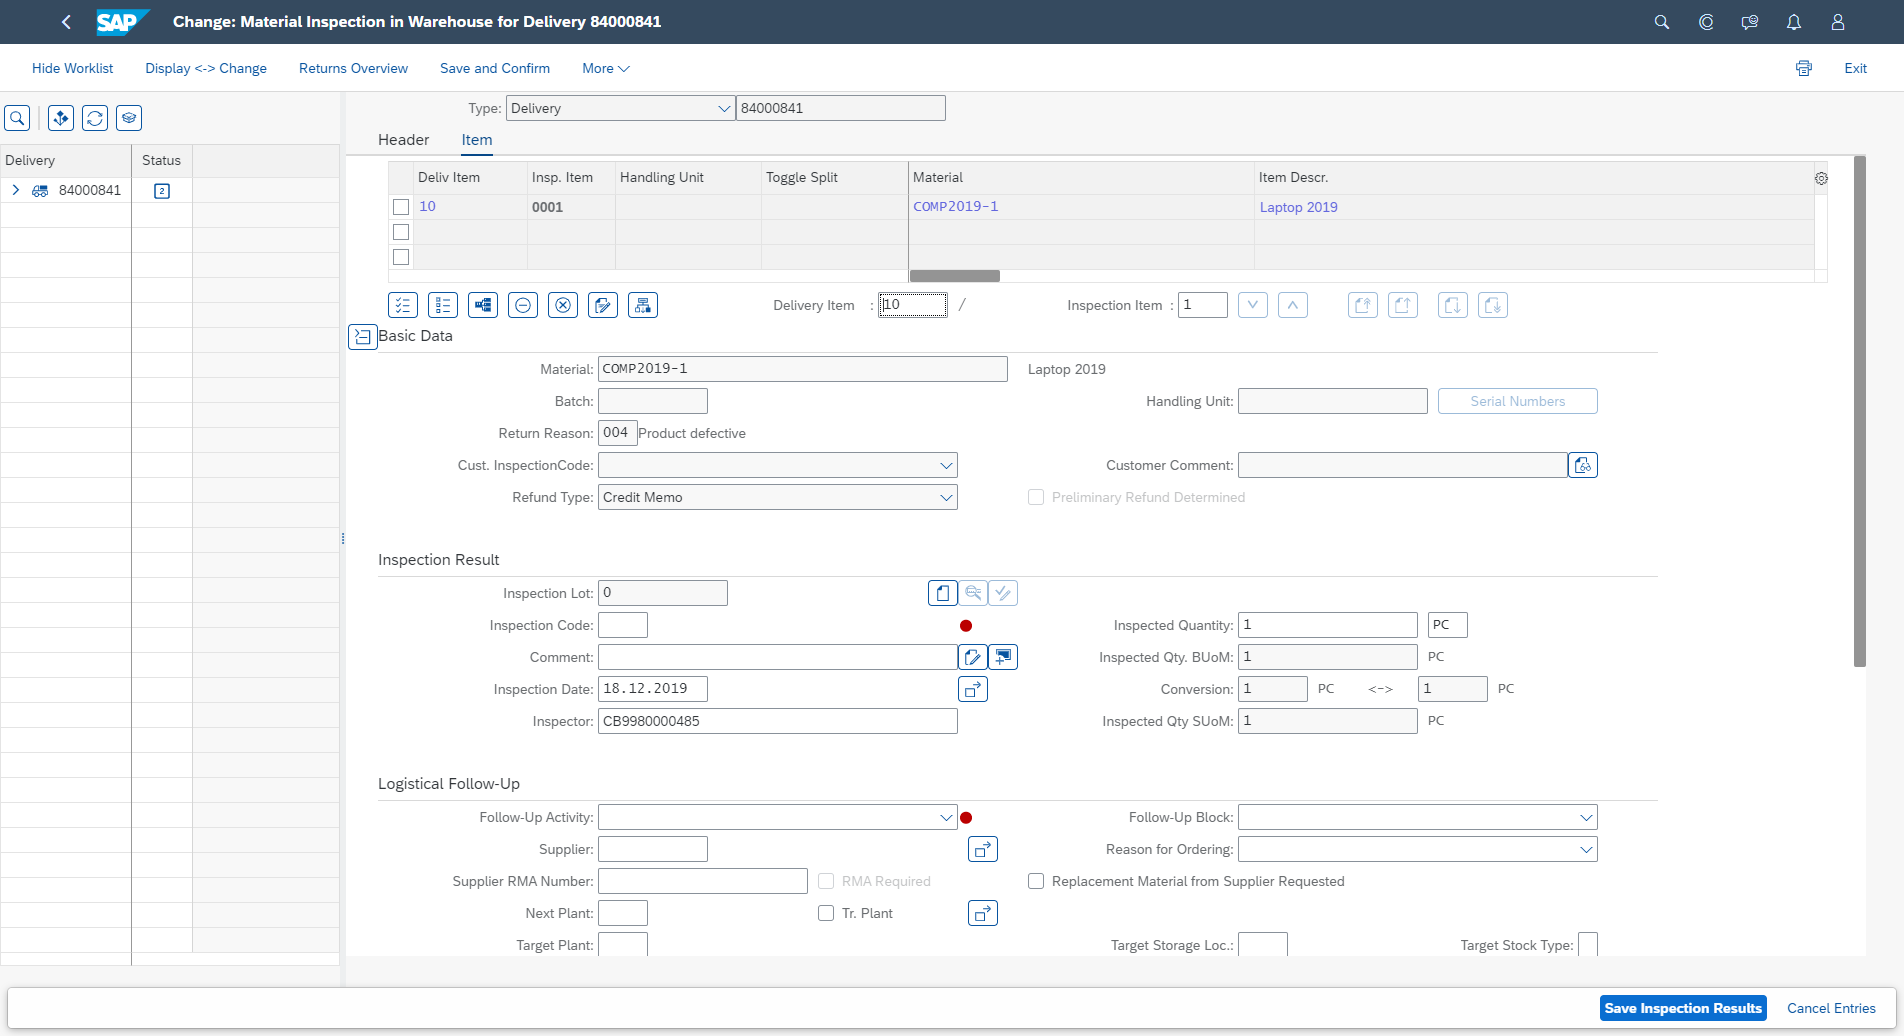 SAP Change: Material Inspection in Warehouse for Delivery 84000841
Hide Worklist Display <-> Change Returns Overview Save and Confirm More Exit
Type: Delivery 84000841
Header Item
Delivery Status
84000841 2
Deliv Item Insp. Item Handling Unit Toggle Split Material Item Descr.
10 0001 COMP2019-1 Laptop 2019
Delivery Item : 10 / Inspection Item : 1
Basic Data
Material: COMP2019-1 Laptop 2019
Batch: Handling Unit: Serial Numbers
Return Reason: 004 Product defective
Cust. InspectionCode: Customer Comment:
Refund Type: Credit Memo Preliminary Refund Determined
Inspection Result
Inspection Lot: 0
Inspection Code: Inspected Quantity: 1 PC
Comment: Inspected Qty. BUoM: 1 PC
Inspection Date: 18.12.2019 Conversion: 1 PC <-> 1 PC
Inspector: CB9980000485 Inspected Qty SUoM: 1 PC
Logistical Follow-Up
Follow-Up Activity: Follow-Up Block:
Supplier: Reason for Ordering:
Supplier RMA Number: RMA Required Replacement Material from Supplier Requested
Next Plant: Tr. Plant
Target Plant: Target Storage Loc.: Target Stock Type:
Save Inspection Results Cancel Entries